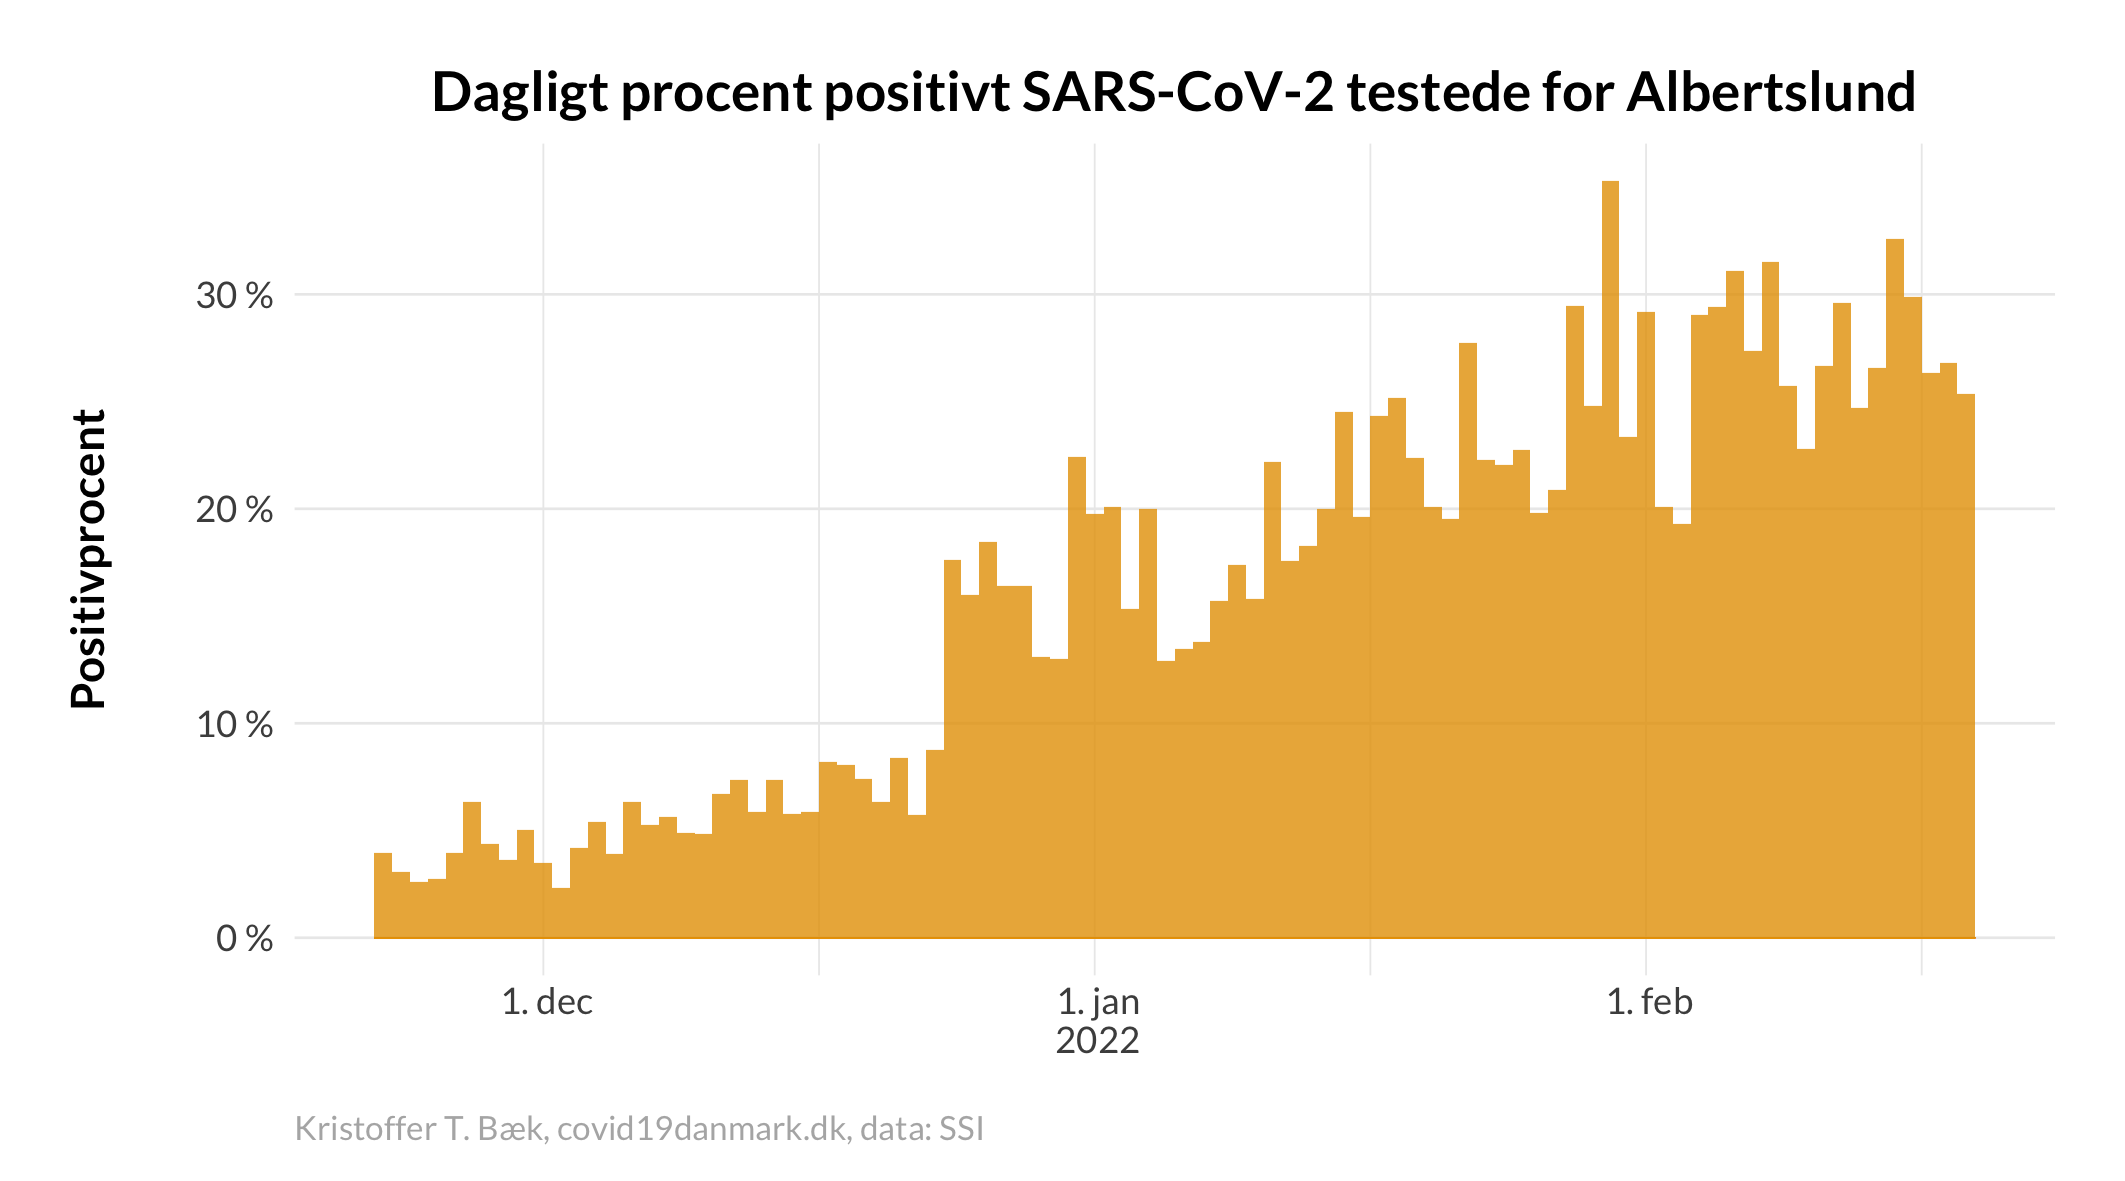 Dagligt procent positivt SARS-CoV-2 testede for Albertslund
Positivprocent
30 %
20 %
10 %
0 %
1. dec
1. jan
2022
1. feb
Kristoffer T. Bæk, covid19danmark.dk, data: SSI